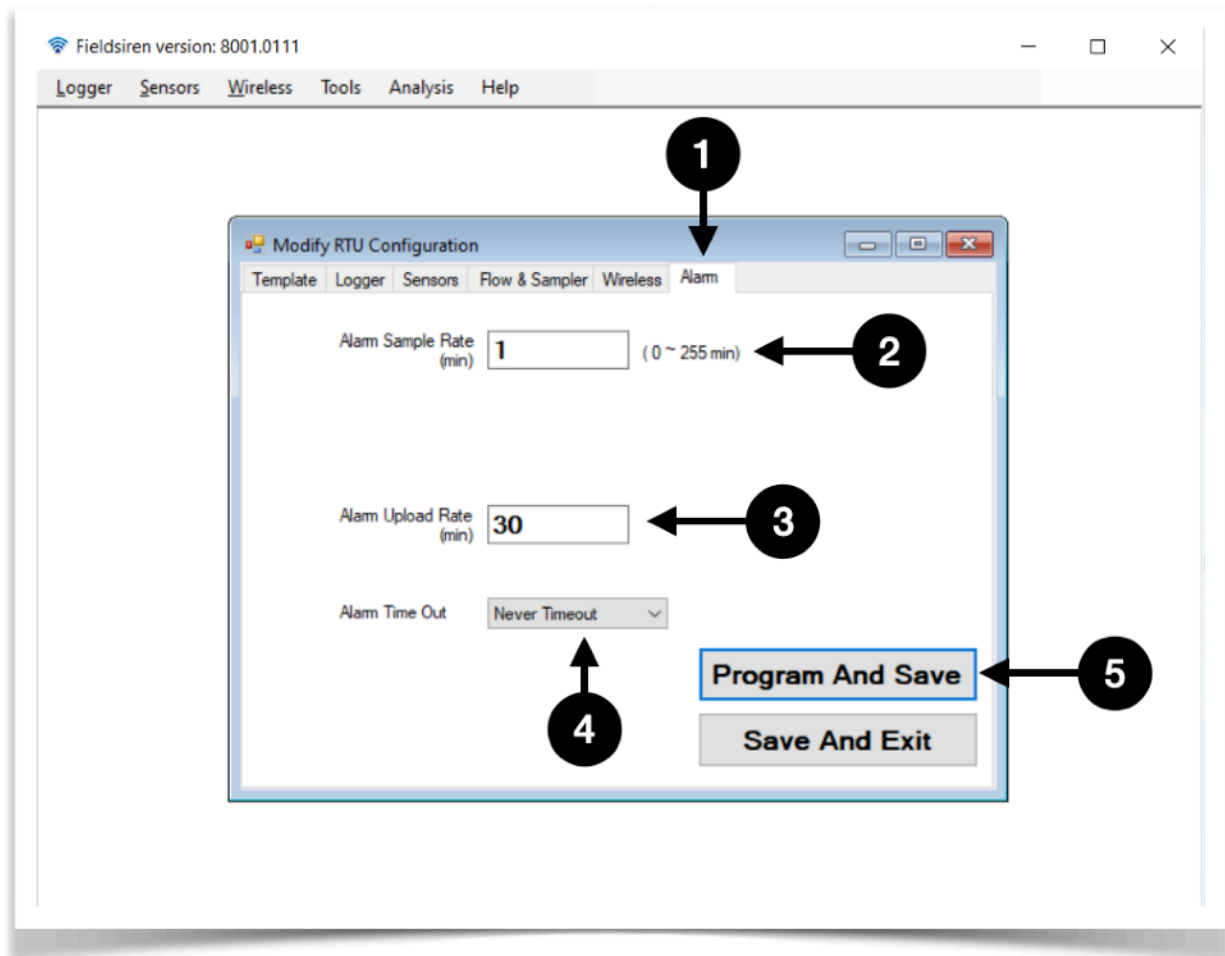 Fieldsiren version: 8001.0111
Logger Sensors Wireless Tools Analysis Help
1
Modify RTU Configuration
Template Logger Sensors Flow & Sampler Wireless Alarm
Alarm Sample Rate
(min)
1
( 0 ~ 255 min)
2
Alarm Upload Rate
(min)
30
3
Alarm Time Out
Never Timeout
4
Program And Save
5
Save And Exit